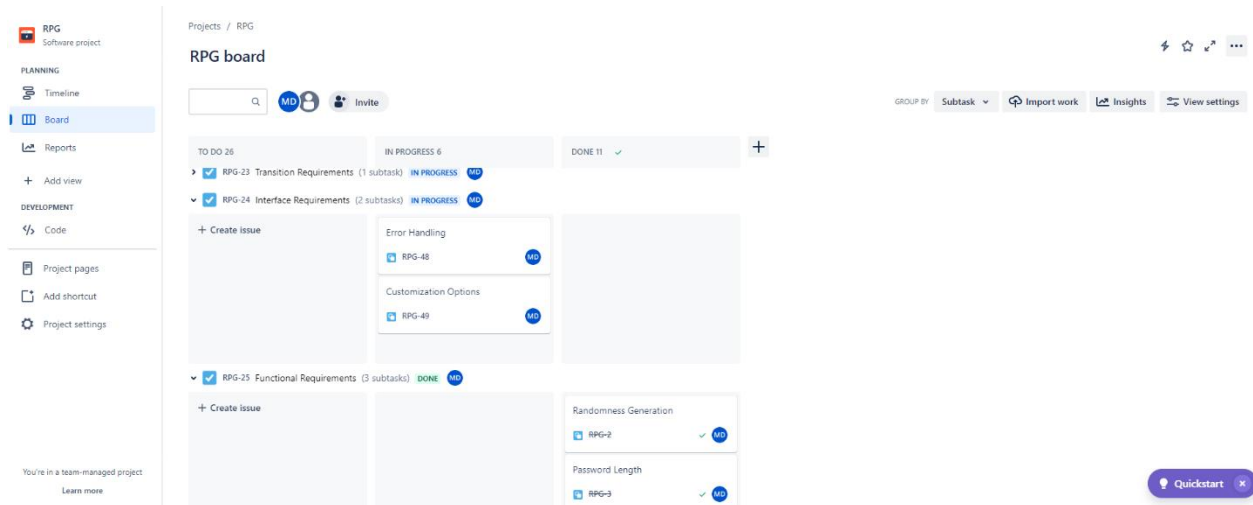 RPG
Software project
PLANNING
Timeline
Board
Reports
+ Add view
DEVELOPMENT
</> Code
Project pages
Add shortcut
Project settings
You're in a team-managed project
Learn more
Projects / RPG
RPG board
MD Invite
GROUP BY Subtask Import work Insights View settings
TO DO 26 IN PROGRESS 6 DONE 11 +
RPG-23 Transition Requirements (1 subtask) IN PROGRESS MD
RPG-24 Interface Requirements (2 subtasks) IN PROGRESS MD
+ Create issue
Error Handling
RPG-48 MD
Customization Options
RPG-49 MD
RPG-25 Functional Requirements (3 subtasks) DONE MD
+ Create issue
Randomness Generation
RPG-2 MD
Password Length
RPG-3 MD
Quickstart ×